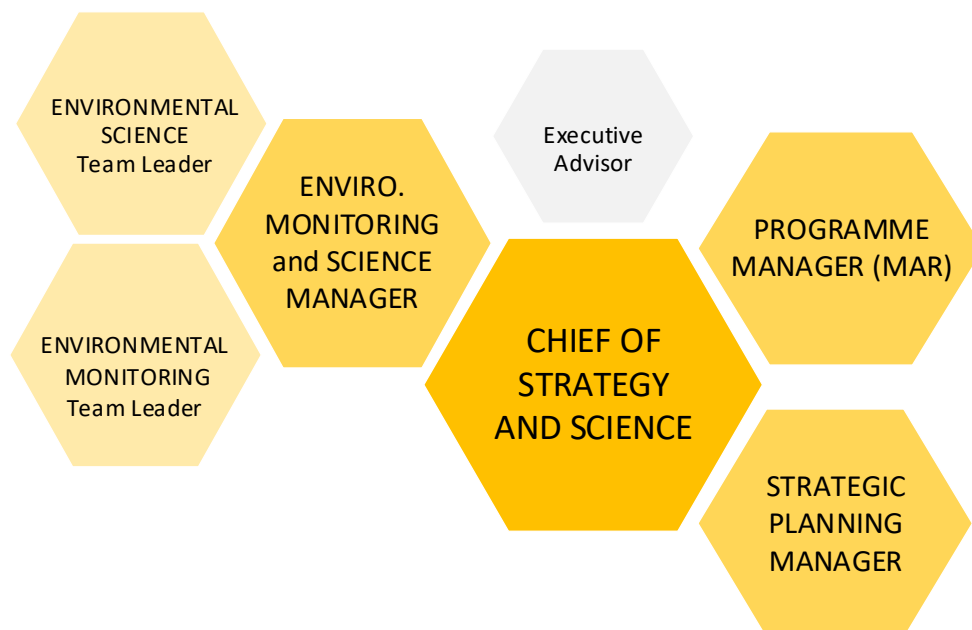 ENVIRONMENTAL
SCIENCE
Team Leader
ENVIRO.
MONITORING
and SCIENCE
MANAGER
ENVIRONMENTAL
MONITORING
Team Leader
Executive
Advisor
CHIEF OF
STRATEGY
AND SCIENCE
PROGRAMME
MANAGER (MAR)
STRATEGIC
PLANNING
MANAGER